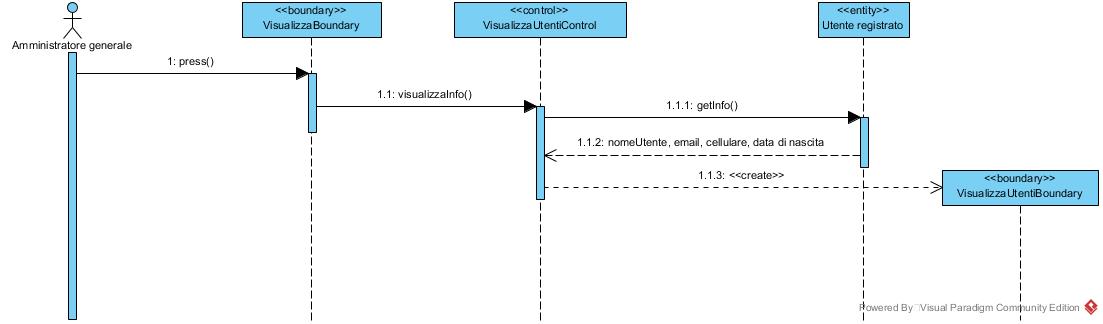 <<boundary>>
VisualizzaBoundary
<<control>>
VisualizzaUtentiControl
<<entity>>
Utente registrato
Amministratore generale
1: press()
1.1: visualizzaInfo()
1.1.1: getInfo()
1.1.2: nomeUtente, email, cellulare, data di nascita
1.1.3: <<create>>
<<boundary>>
VisualizzaUtentiBoundary
Powered By Visual Paradigm Community Edition